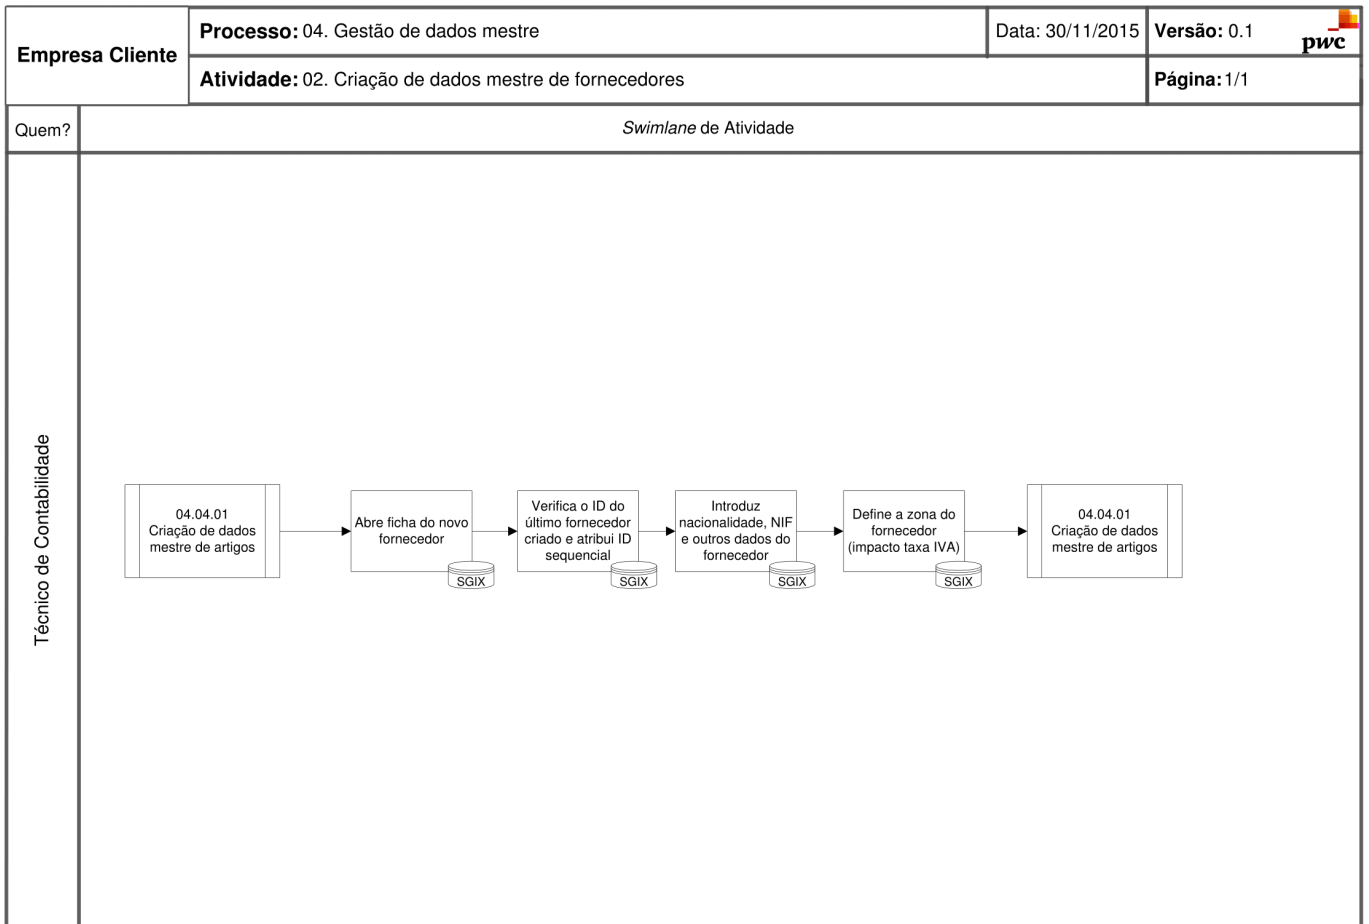 Empresa Cliente
Processo: 04. Gestão de dados mestre
Data: 30/11/2015
Versão: 0.1
pwc
Atividade: 02. Criação de dados mestre de fornecedores
Página: 1/1
Quem?
Swimlane de Atividade
Técnico de Contabilidade
04.04.01
Criação de dados
mestre de artigos
Abre ficha do novo
fornecedor
SGIX
Verifica o ID do
último fornecedor
criado e atribui ID
sequencial
SGIX
Introduz
nacionalidade, NIF
e outros dados do
fornecedor
SGIX
Define a zona do
fornecedor
(impacto taxa IVA)
SGIX
04.04.01
Criação de dados
mestre de artigos